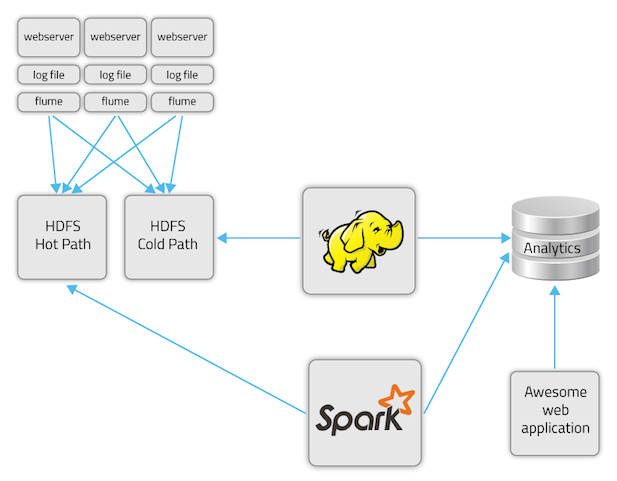 webserver webserver webserver
log file log file log file
flume flume flume
HDFS
Hot Path
HDFS
Cold Path
Analytics
Spark
Awesome
web
application